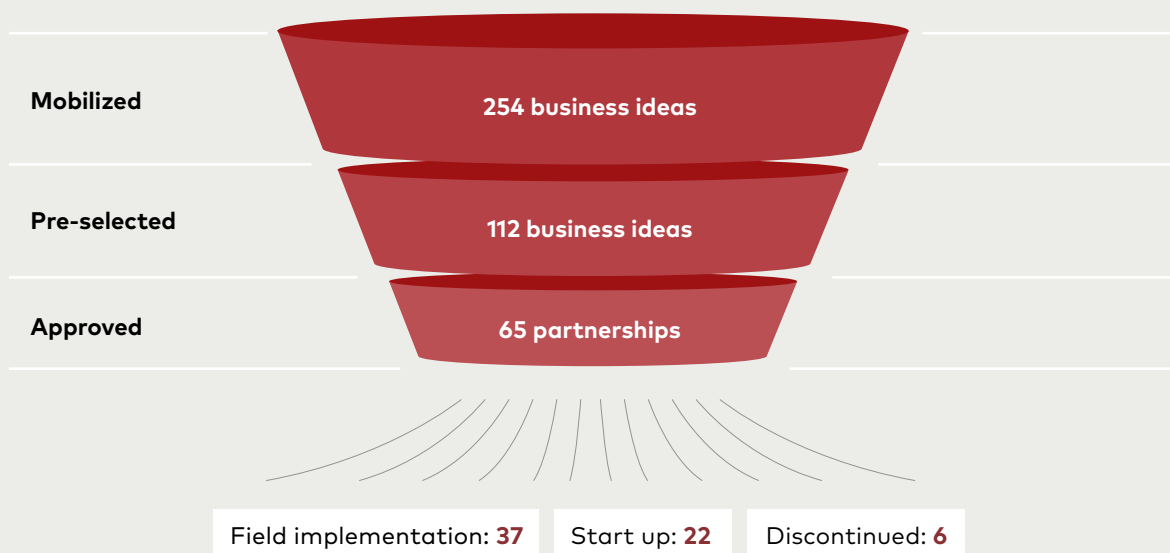 Mobilized
254 business ideas
Pre-selected
112 business ideas
Approved
65 partnerships
Field implementation: 37
Start up: 22
Discontinued: 6